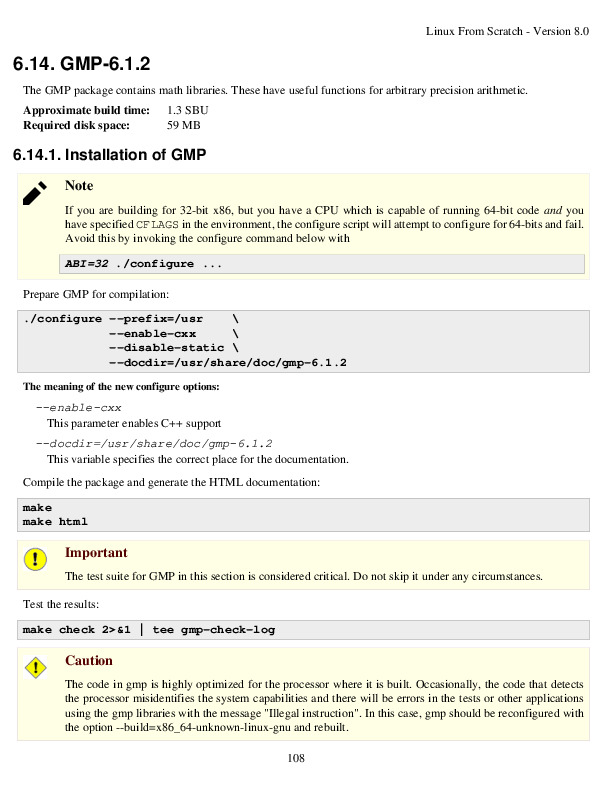 Linux From Scratch - Version 8.0
6.14. GMP-6.1.2
The GMP package contains math libraries. These have useful functions for arbitrary precision arithmetic.
Approximate build time: 1.3 SBU
Required disk space: 59 MB
6.14.1. Installation of GMP
Note
If you are building for 32-bit x86, but you have a CPU which is capable of running 64-bit code and you
have specified CFLAGS in the environment, the configure script will attempt to configure for 64-bits and fail.
Avoid this by invoking the configure command below with
ABI=32 ./configure ...
Prepare GMP for compilation:
./configure --prefix=/usr \
--enable-cxx \
--disable-static \
--docdir=/usr/share/doc/gmp-6.1.2
The meaning of the new configure options:
--enable-cxx
This parameter enables C++ support
--docdir=/usr/share/doc/gmp-6.1.2
This variable specifies the correct place for the documentation.
Compile the package and generate the HTML documentation:
make
make html
Important
The test suite for GMP in this section is considered critical. Do not skip it under any circumstances.
Test the results:
make check 2>&1 | tee gmp-check-log
Caution
The code in gmp is highly optimized for the processor where it is built. Occasionally, the code that detects
the processor misidentifies the system capabilities and there will be errors in the tests or other applications
using the gmp libraries with the message "Illegal instruction". In this case, gmp should be reconfigured with
the option --build=x86_64-unknown-linux-gnu and rebuilt.
108